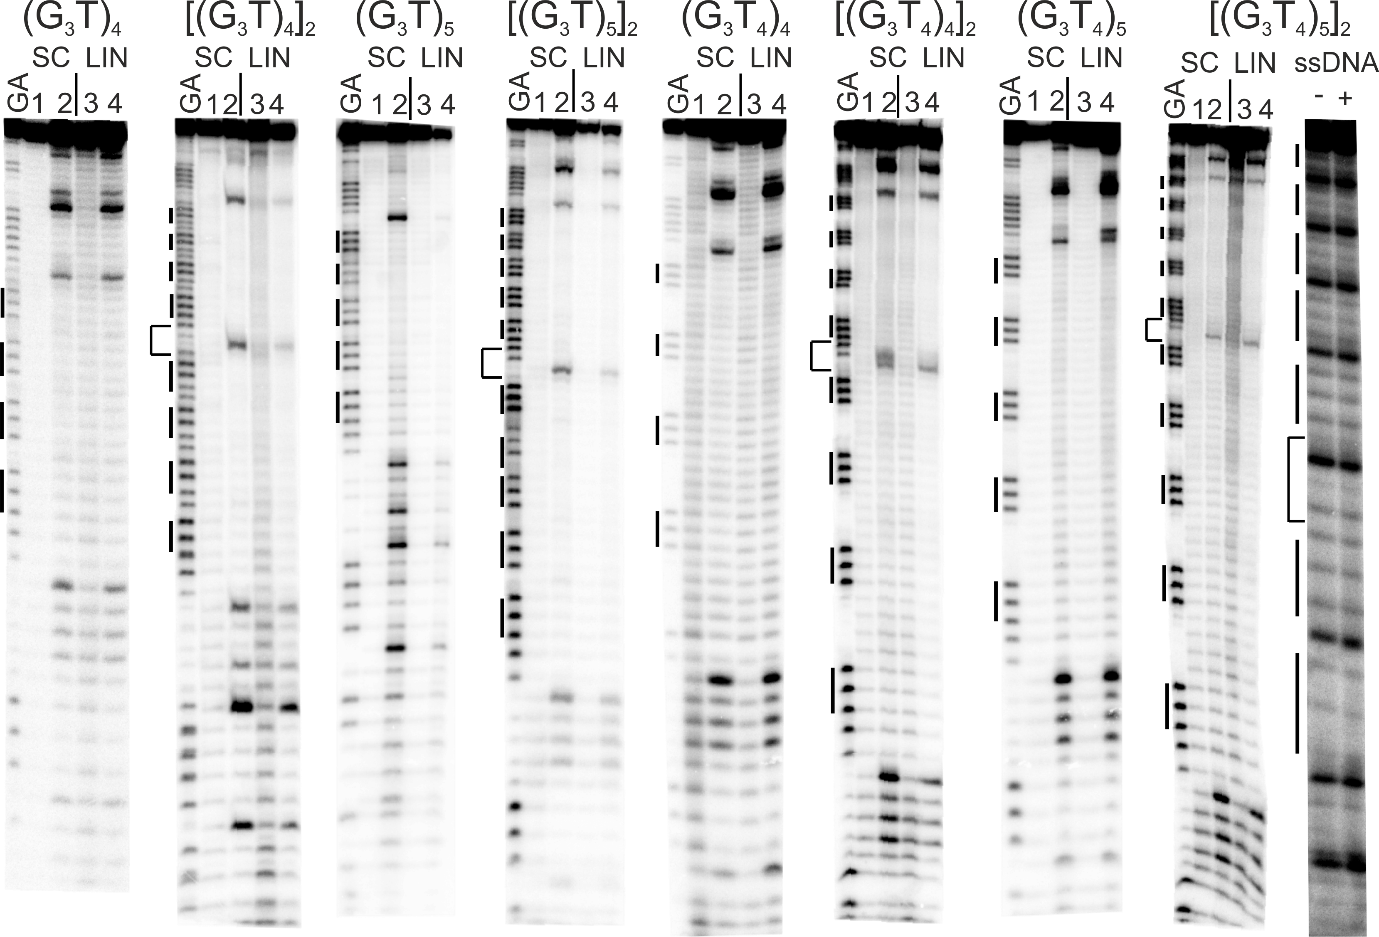 (G₃T)₄ [(G₃T)₄]₂ (G₃T)₅ [(G₃T)₅]₂ (G₃T₄)₄ [(G₃T₄)₄]₂ (G₃T₄)₅ [(G₃T₄)₅]₂
SC LIN SC LIN SC LIN SC LIN SC LIN SC LIN SC LIN SC LIN ssDNA
GA 1 2 3 4 GA 1 2 3 4 GA 1 2 3 4 GA 1 2 3 4 GA 1 2 3 4 GA 1 2 3 4 GA 1 2 3 4 GA 1 2 3 4 - +